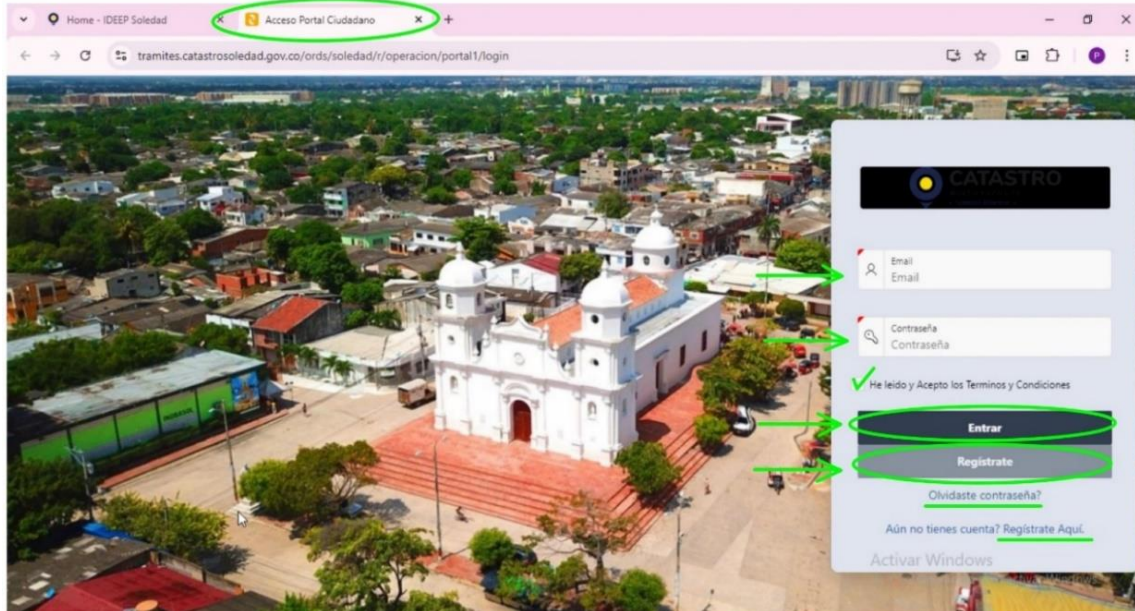 Home - IDEEP Soledad
Acceso Portal Ciudadano
tramites.catastrosoledad.gov.co/ords/soledad/r/operacion/portal1/login
P
CATASTRO
Email
Email
Contraseña
Contraseña
He leido y Acepto los Terminos y Condiciones
Entrar
Registrate
Olvidaste contraseña?
Aún no tienes cuenta? Regístrate Aquí.
Activar Windows